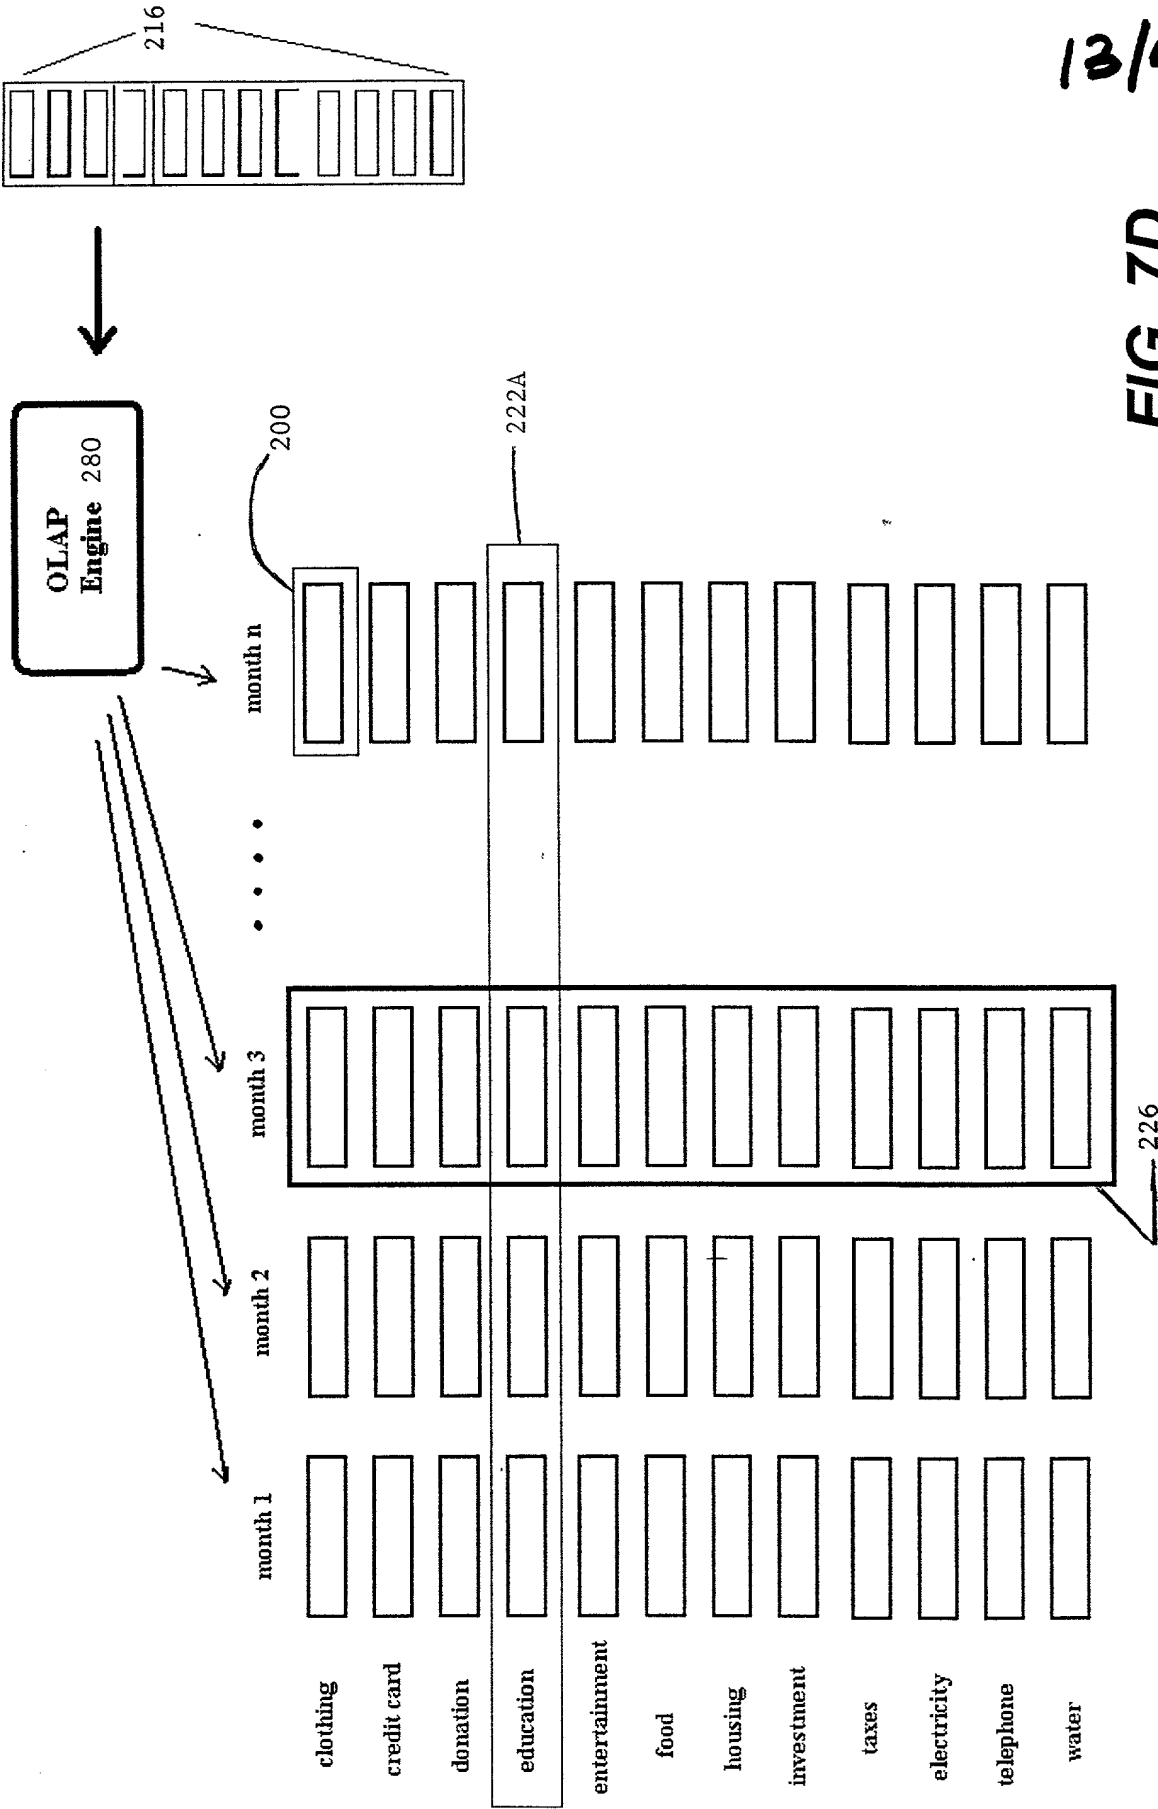 13/4
216
OLAP
Engine 280
200
222A
month 1
month 2
month 3
month n
clothing
credit card
donation
education
entertainment
food
housing
investment
taxes
electricity
telephone
water
226
FIG. 7D